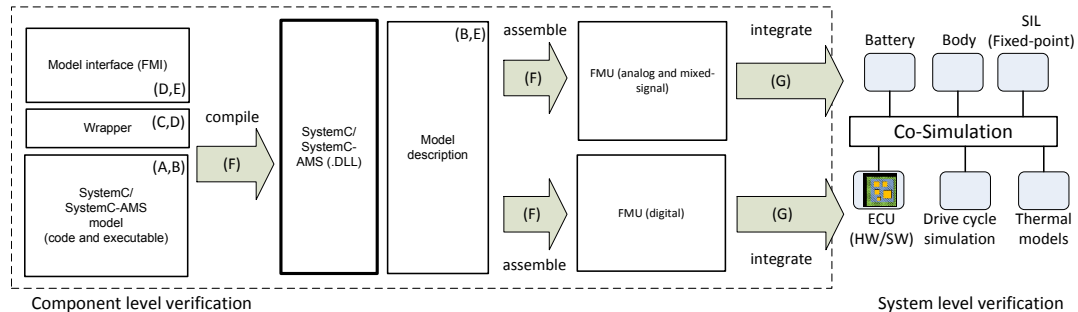 Model interface (FMI)
(D,E)
Wrapper
(C,D)
(A,B)
SystemC/
SystemC-AMS
model
(code and executable)
compile
(F)
SystemC/
SystemC-
AMS (.DLL)
(B,E)
Model
description
assemble
(F)
(F)
assemble
FMU (analog and mixed-
signal)
FMU (digital)
integrate
(G)
(G)
integrate
Battery
Body
SIL
(Fixed-point)
Co-Simulation
ECU
(HW/SW)
Drive cycle
simulation
Thermal
models
Component level verification
System level verification